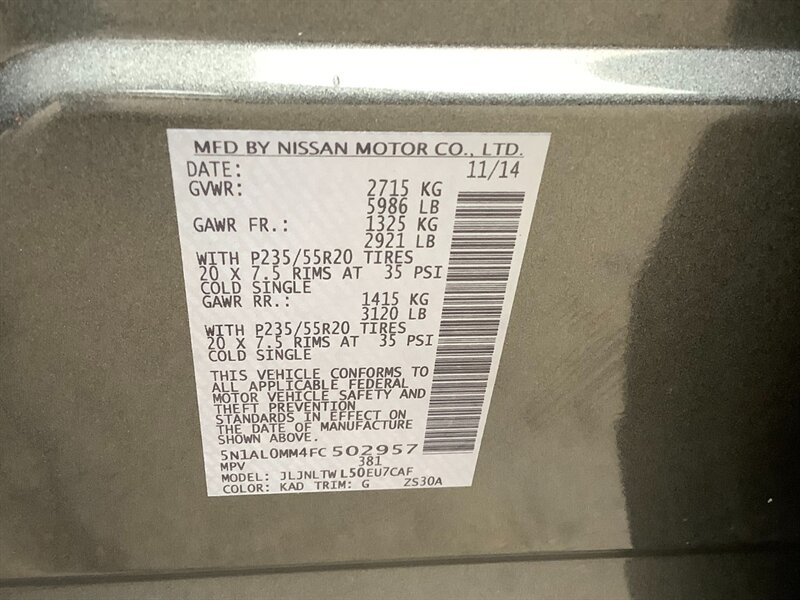 MFD BY NISSAN MOTOR CO., LTD.
DATE: 11/14
GVWR: 2715 KG
5986 LB
GAWR FR.: 1325 KG
2921 LB
WITH P235/55R20 TIRES
20 X 7.5 RIMS AT 35 PSI
COLD SINGLE
GAWR RR.: 1415 KG
3120 LB
WITH P235/55R20 TIRES
20 X 7.5 RIMS AT 35 PSI
COLD SINGLE
THIS VEHICLE CONFORMS TO
ALL APPLICABLE FEDERAL
MOTOR VEHICLE SAFETY AND
THEFT PREVENTION
STANDARDS IN EFFECT ON
THE DATE OF MANUFACTURE
SHOWN ABOVE.
5N1AL0MM4FC 502957
MPV 381
MODEL: JLJNLTW L50EU7CAF
COLOR: KAD TRIM: G ZS30A